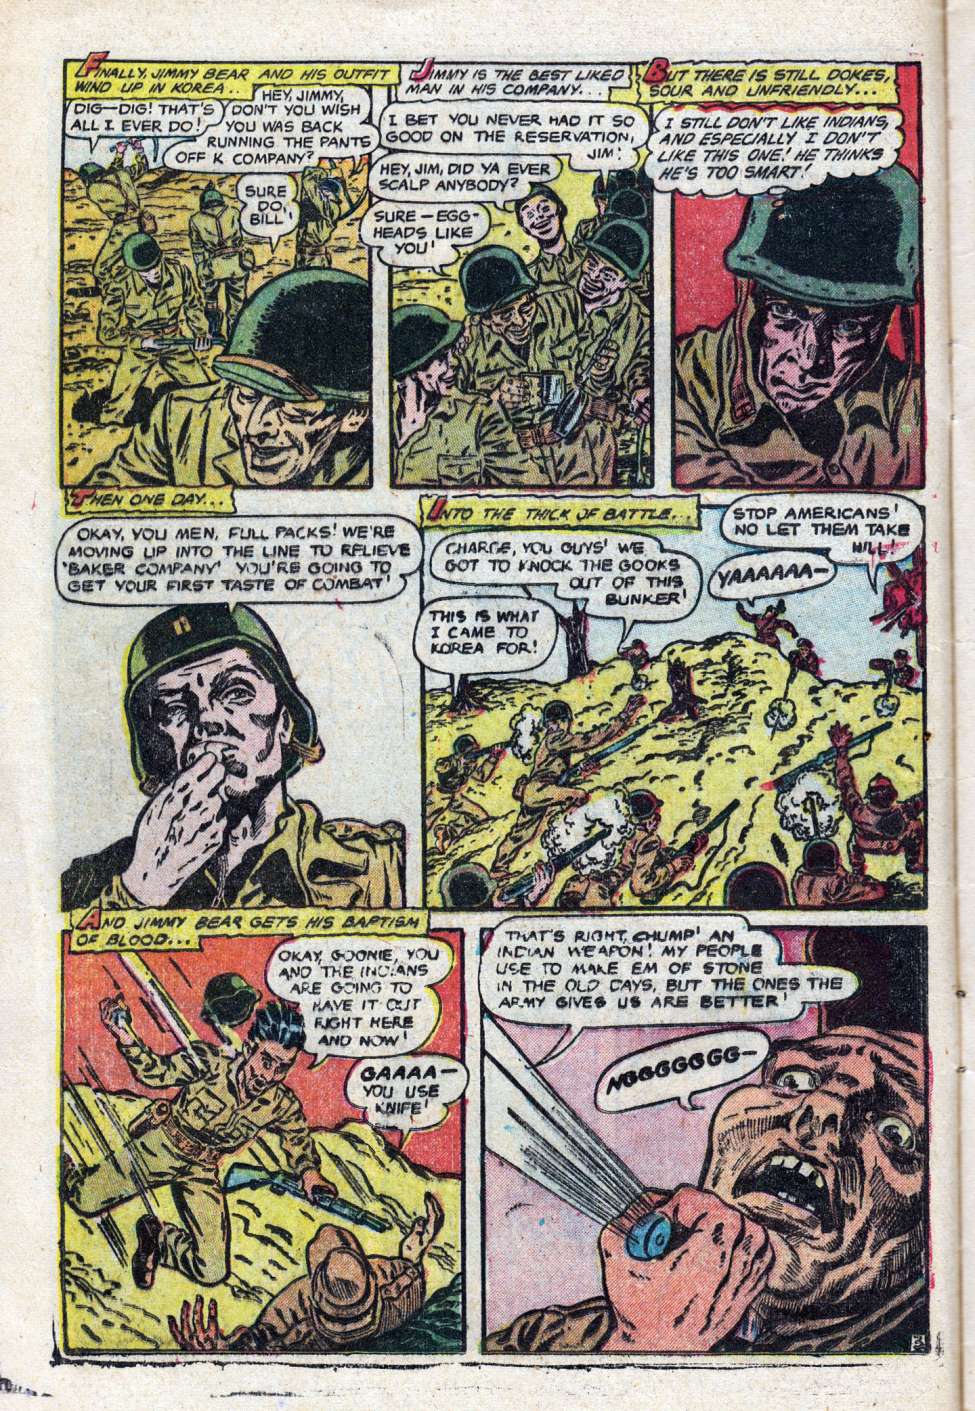 FINALLY, JIMMY BEAR AND HIS OUTFIT
WIND UP IN KOREA..
DIG—DIG! THAT'S
ALL I EVER DO!
HEY, JIMMY,
DON'T YOU WISH
YOU WAS BACK
RUNNING THE PANTS
OFF K COMPANY?
SURE
DO,
BILL!
JIMMY IS THE BEST LIKED
MAN IN HIS COMPANY...
I BET YOU NEVER HAD IT SO
GOOD ON THE RESERVATION,
JIM!
HEY, JIM, DID YA EVER
SCALP ANYBODY?
SURE—EGG-
HEADS LIKE
YOU!
BUT THERE IS STILL DOKES,
SOUR AND UNFRIENDLY...
I STILL DON'T LIKE INDIANS,
AND ESPECIALLY I DON'T
LIKE THIS ONE! HE THINKS
HE'S TOO SMART!
THEN ONE DAY...
OKAY, YOU MEN, FULL PACKS! WE'RE
MOVING UP INTO THE LINE TO RELIEVE
'BAKER COMPANY' YOU'RE GOING TO
GET YOUR FIRST TASTE OF COMBAT!
INTO THE THICK OF BATTLE...
CHARGE, YOU GUYS! WE
GOT TO KNOCK THE GOOKS
OUT OF THIS
BUNKER!
THIS IS WHAT
I CAME TO
KOREA FOR!
YAAAAAA—
STOP AMERICANS!
NO LET THEM TAKE
HILL!
AND JIMMY BEAR GETS HIS BAPTISM
OF BLOOD...
OKAY, GOONIE, YOU
AND THE INDIANS
ARE GOING TO
HAVE IT OUT
RIGHT HERE
AND NOW!
GAAAA—
YOU USE
KNIFE!
THAT'S RIGHT, CHUMP! AN
INDIAN WEAPON! MY PEOPLE
USE TO MAKE EM OF STONE
IN THE OLD DAYS, BUT THE ONES THE
ARMY GIVES US ARE BETTER!
NGGGGGGG—
3